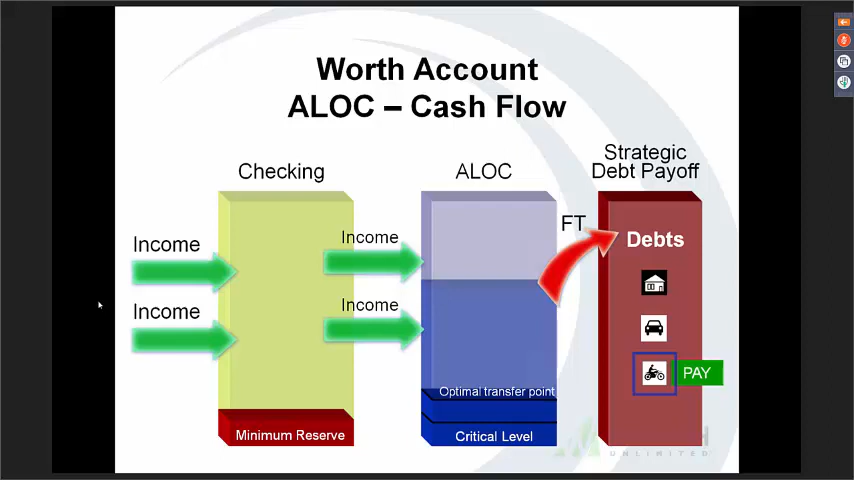 Worth Account
ALOC – Cash Flow
Checking
ALOC
Strategic
Debt Payoff
Income
Income
FT
Debts
Income
Income
PAY
Optimal transfer point
Minimum Reserve
Critical Level
UNLIMITED